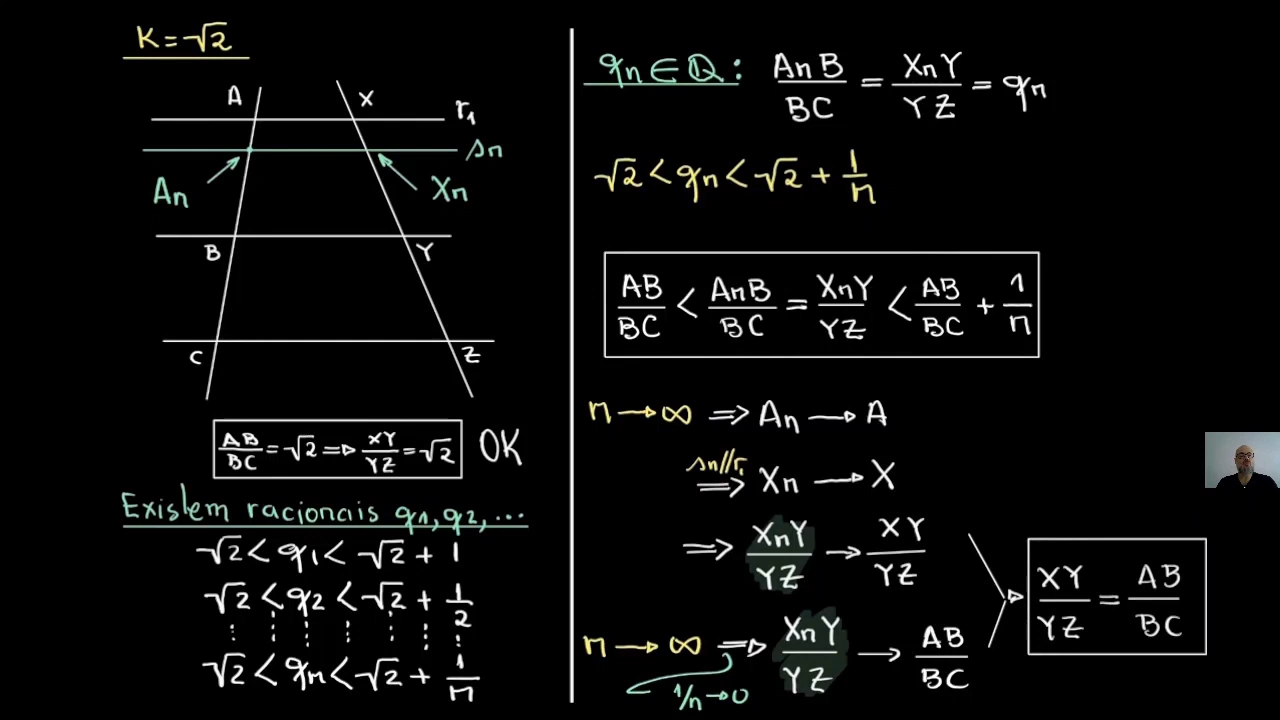 K = √2
A X r₁
sn
An Xn
B Y
C Z
AB/BC = √2 ⇒ XY/YZ = √2 OK
Existem racionais q₁, q₂, ...
√2 < q₁ < √2 + 1
√2 < q₂ < √2 + 1/2
√2 < qn < √2 + 1/n
qn ∈ ℚ: AnB/BC = XnY/YZ = qn
√2 < qn < √2 + 1/n
AB/BC < AnB/BC = XnY/YZ < AB/BC + 1/n
n → ∞ ⇒ An → A
sn//r₁ ⇒ Xn → X
⇒ XnY/YZ → XY/YZ
n → ∞ ⇒ XnY/YZ → AB/BC
1/n → 0
XY/YZ = AB/BC